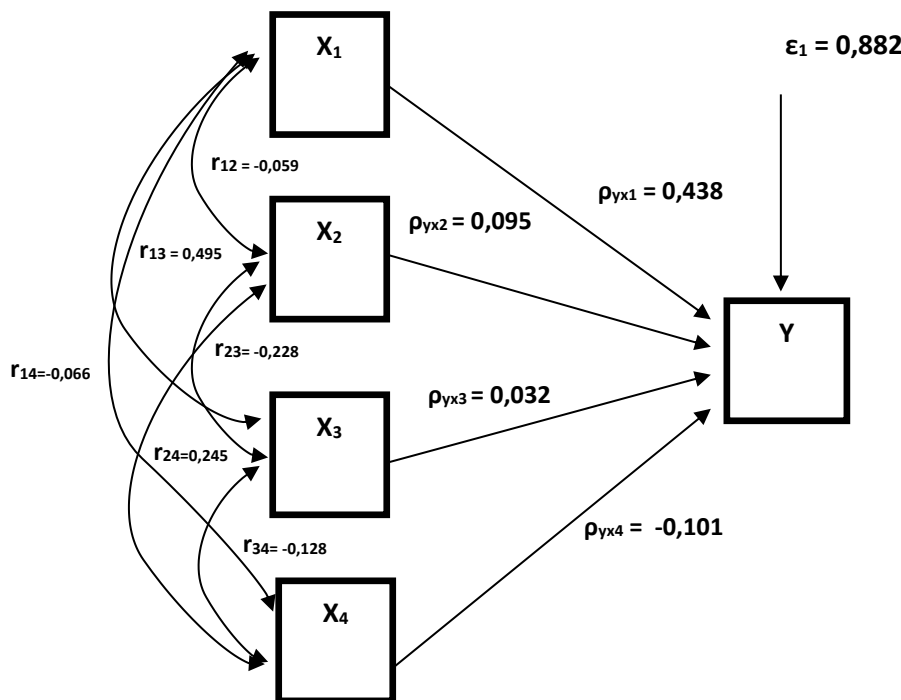 X₁
ε₁ = 0,882
r₁₂ = -0,059
ρyx1 = 0,438
X₂
ρyx2 = 0,095
r₁₃ = 0,495
Y
r₂₃= -0,228
r₁₄=-0,066
ρyx3 = 0,032
X₃
r₂₄=0,245
ρyx4 = -0,101
r₃₄= -0,128
X₄